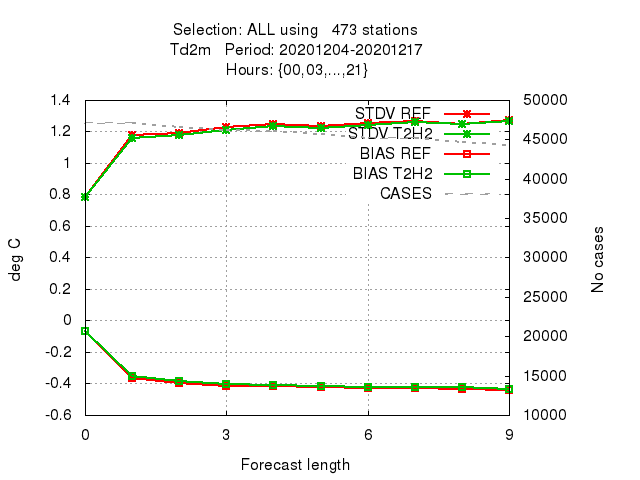 Selection: ALL using   473 stations
Td2m   Period: 20201204-20201217
Hours: {00,03,...,21}
STDV REF
STDV T2H2
BIAS REF
BIAS T2H2
CASES
deg C
1.4
1.2
1
0.8
0.6
0.4
0.2
0
-0.2
-0.4
-0.6
50000
45000
40000
35000
30000
25000
20000
15000
10000
No cases
0
3
6
9
Forecast length